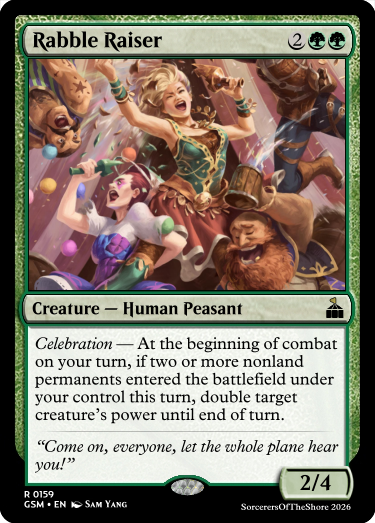 Rabble Raiser 2
Creature — Human Peasant
Celebration — At the beginning of combat
on your turn, if two or more nonland
permanents entered the battlefield under
your control this turn, double target
creature's power until end of turn.
“Come on, everyone, let the whole plane hear
you!”
2/4
R 0159
GSM • EN Sam Yang
SorcerersOfTheShore 2026